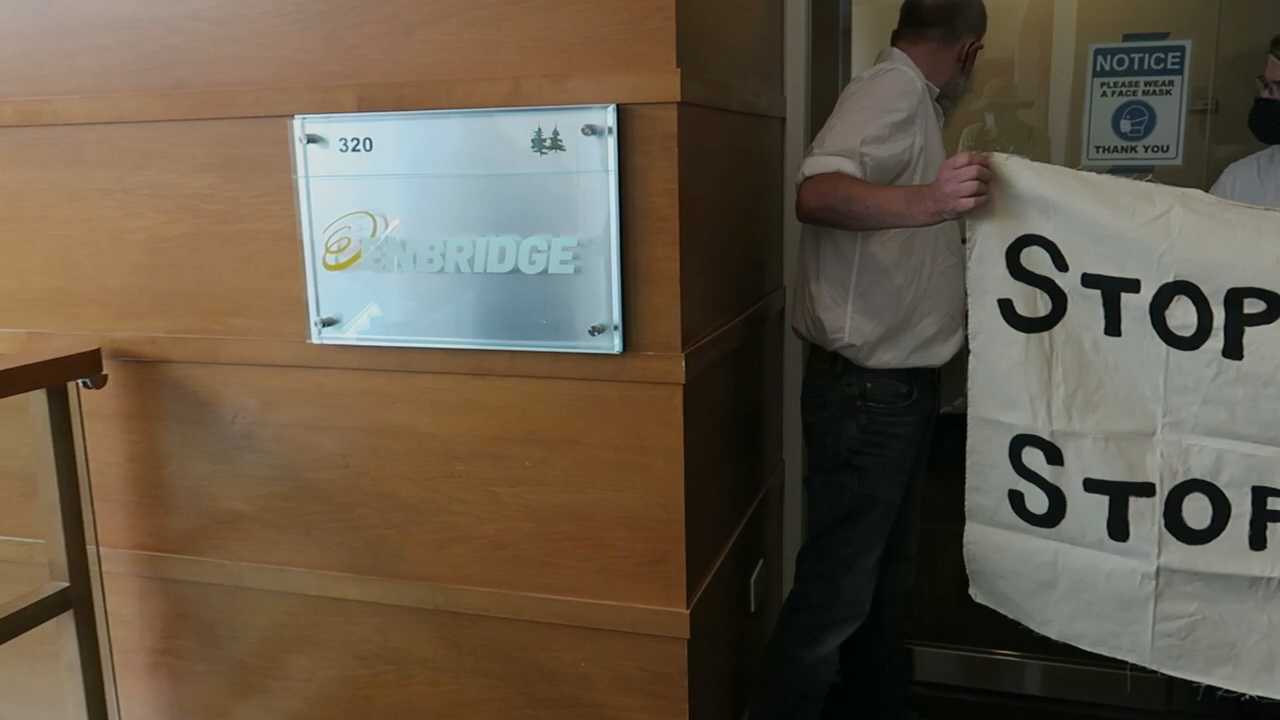 320
ENBRIDGE
NOTICE
PLEASE WEAR
A FACE MASK
THANK YOU
STOP
STOP